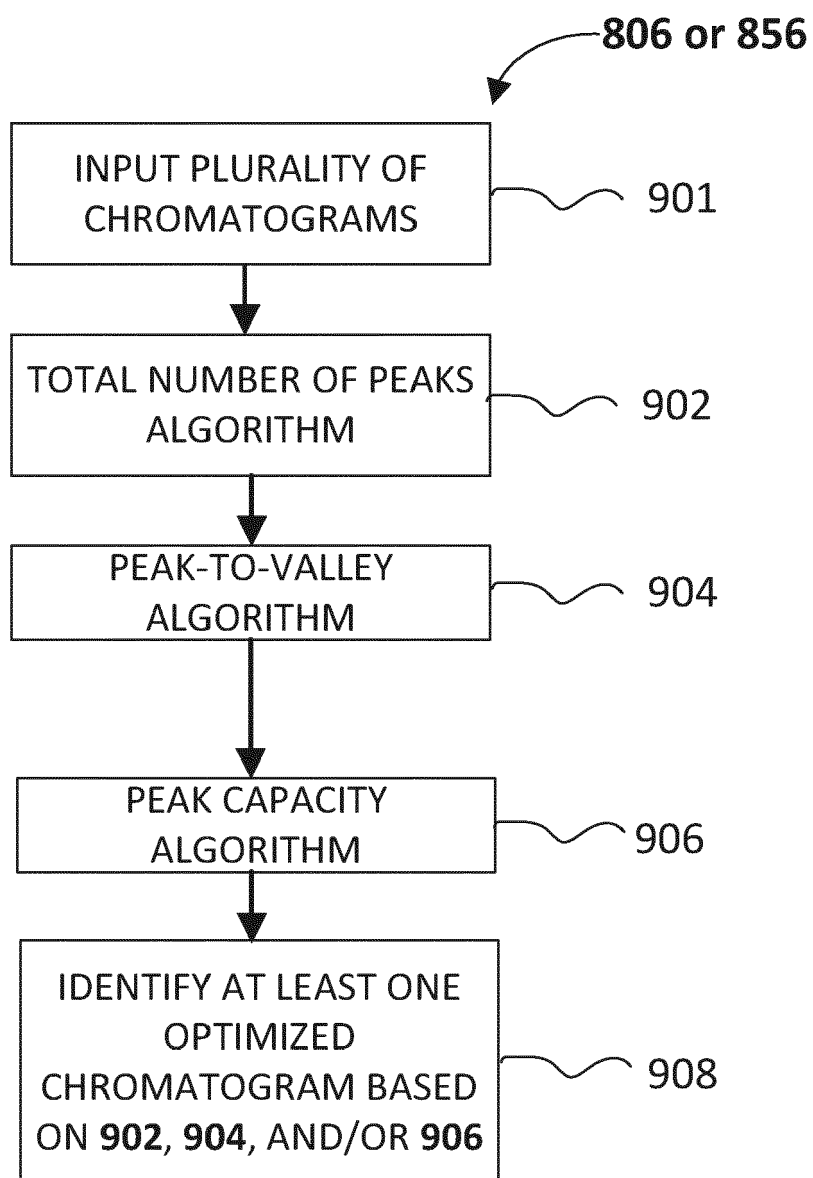 806 or 856
INPUT PLURALITY OF
CHROMATOGRAMS
901
TOTAL NUMBER OF PEAKS
ALGORITHM
902
PEAK-TO-VALLEY
ALGORITHM
904
PEAK CAPACITY
ALGORITHM
906
IDENTIFY AT LEAST ONE
OPTIMIZED
CHROMATOGRAM BASED
ON 902, 904, AND/OR 906
908